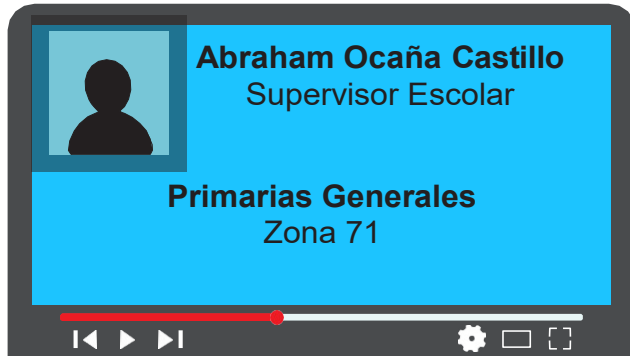 Abraham Ocaña Castillo
Supervisor Escolar
Primarias Generales
Zona 71